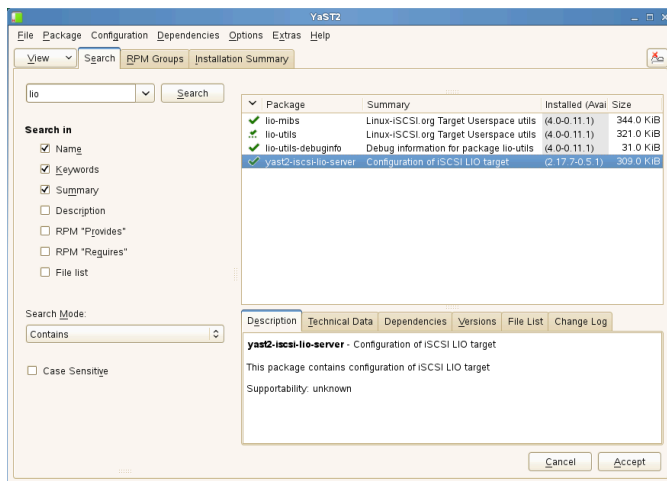 YaST2
File Package Configuration Dependencies Options Extras Help
View Search RPM Groups Installation Summary
lio Search
Search in
Name
Keywords
Summary
Description
RPM "Provides"
RPM "Requires"
File list
Search Mode:
Contains
Case Sensitive
Package Summary Installed (Avai Size
lio-mibs Linux-iSCSI.org Target Userspace utils (4.0-0.11.1) 344.0 KiB
lio-utils Linux-iSCSI.org Target Userspace utils (4.0-0.11.1) 321.0 KiB
lio-utils-debuginfo Debug information for package lio-utils (4.0-0.11.1) 31.0 KiB
yast2-iscsi-lio-server Configuration of iSCSI LIO target (2.17.7-0.5.1) 309.0 KiB
Description Technical Data Dependencies Versions File List Change Log
yast2-iscsi-lio-server - Configuration of iSCSI LIO target
This package contains configuration of iSCSI LIO target
Supportability: unknown
Cancel Accept